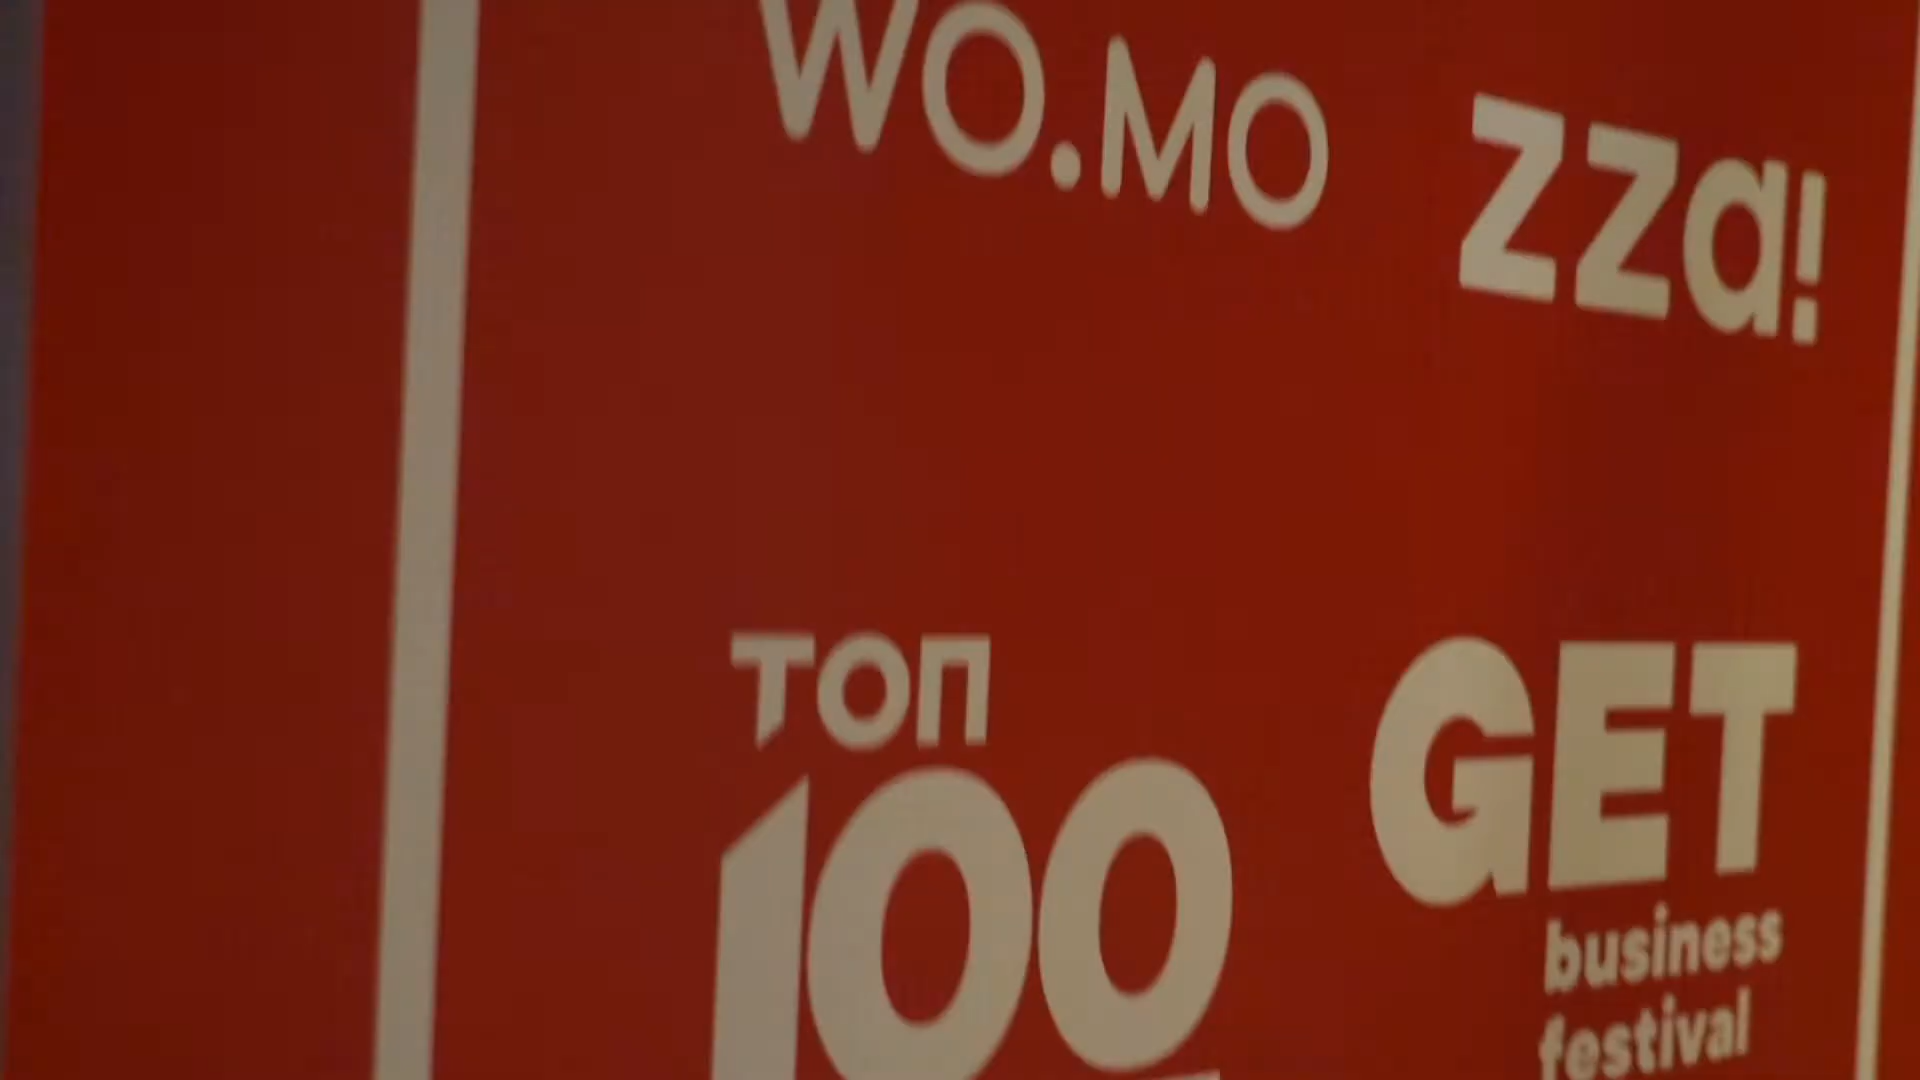 WO.MO
zza!
ТОП
100
GET
business
festival